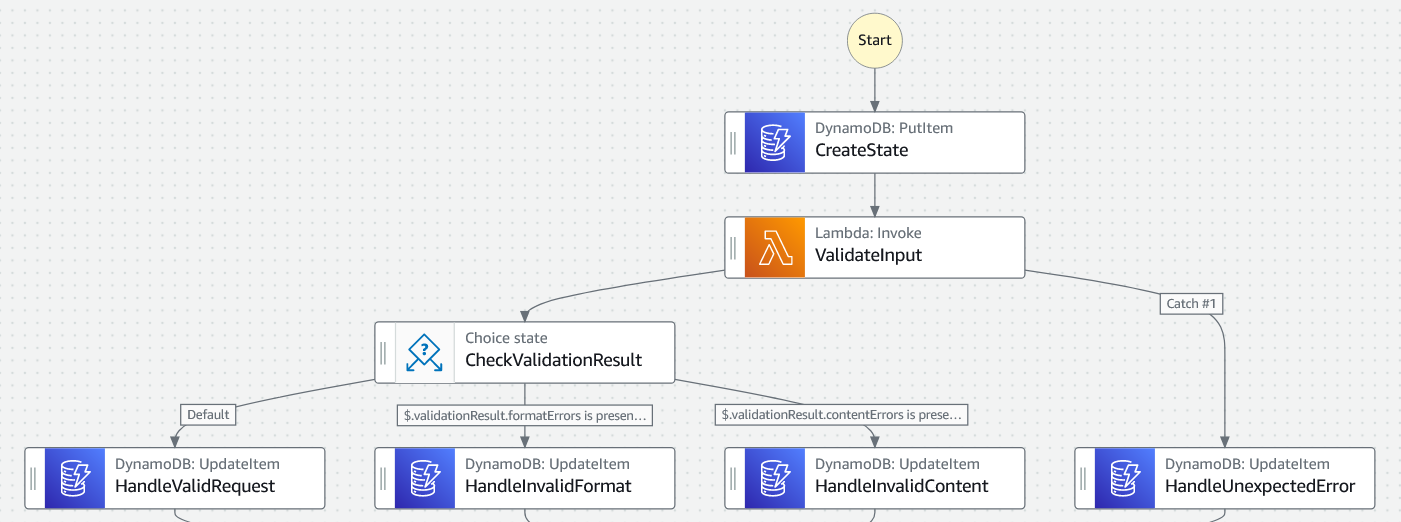 Start
DynamoDB: PutItem
CreateState
Lambda: Invoke
ValidateInput
Catch #1
Choice state
CheckValidationResult
Default
$.validationResult.formatErrors is presen...
$.validationResult.contentErrors is prese...
DynamoDB: UpdateItem
HandleValidRequest
DynamoDB: UpdateItem
HandleInvalidFormat
DynamoDB: UpdateItem
HandleInvalidContent
DynamoDB: UpdateItem
HandleUnexpectedError